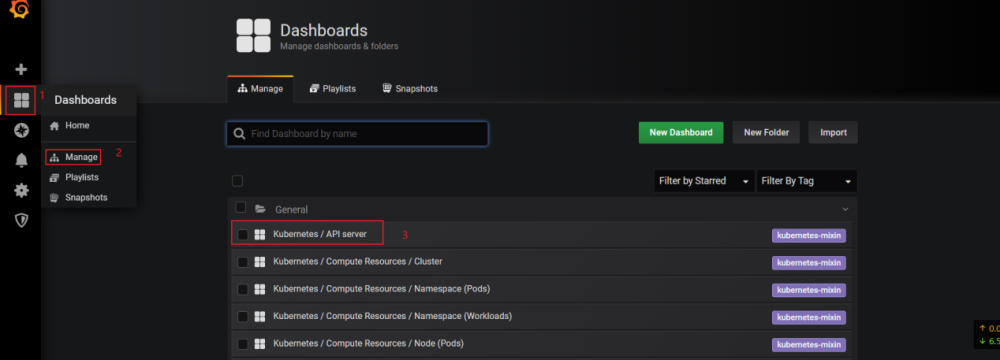 Dashboards
Manage dashboards & folders
Manage
Playlists
Snapshots
1
Dashboards
Home
Manage
2
Playlists
Snapshots
Find Dashboard by name
New Dashboard
New Folder
Import
Filter by Starred
Filter By Tag
General
Kubernetes / API server
3
kubernetes-mixin
Kubernetes / Compute Resources / Cluster
kubernetes-mixin
Kubernetes / Compute Resources / Namespace (Pods)
kubernetes-mixin
Kubernetes / Compute Resources / Namespace (Workloads)
kubernetes-mixin
Kubernetes / Compute Resources / Node (Pods)
kubernetes-mixin
↑ 0.0
↓ 6.5